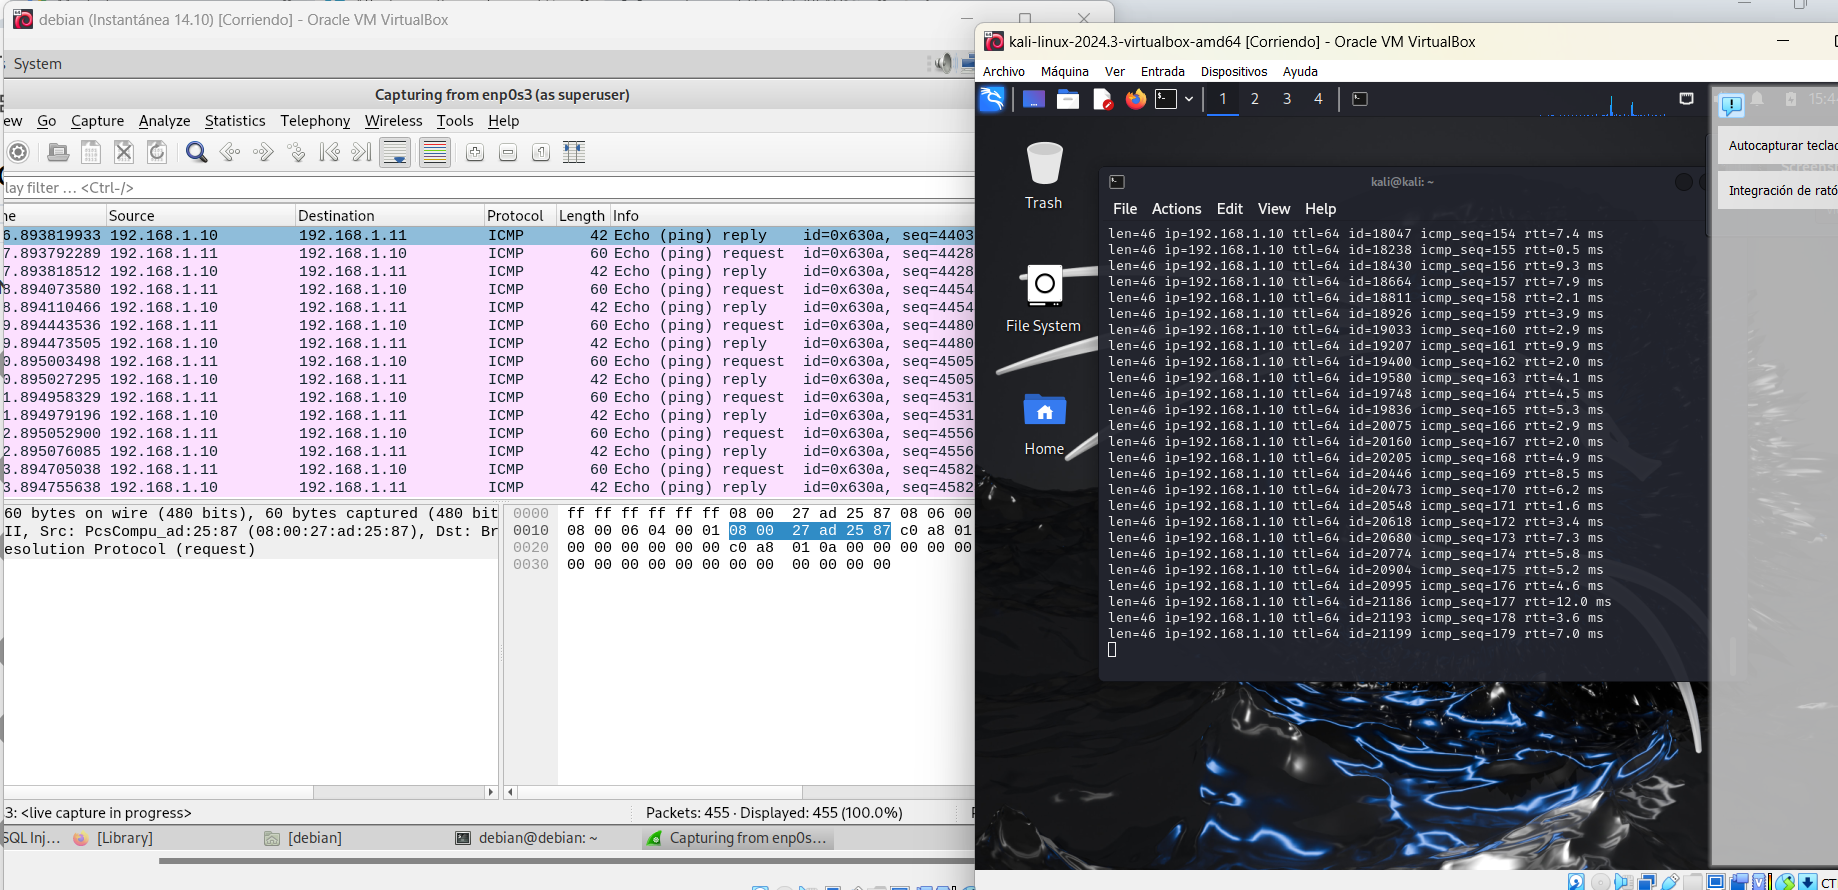 debian (Instantánea 14.10) [Corriendo] - Oracle VM VirtualBox
System
Capturing from enp0s3 (as superuser)
ew Go Capture Analyze Statistics Telephony Wireless Tools Help
lay filter … <Ctrl-/>
ne Source Destination Protocol Length Info
6.893819933 192.168.1.10 192.168.1.11 ICMP 42 Echo (ping) reply id=0x630a, seq=4403
7.893792289 192.168.1.11 192.168.1.10 ICMP 60 Echo (ping) request id=0x630a, seq=4428
7.893818512 192.168.1.10 192.168.1.11 ICMP 42 Echo (ping) reply id=0x630a, seq=4428
8.894073580 192.168.1.11 192.168.1.10 ICMP 60 Echo (ping) request id=0x630a, seq=4454
8.894110466 192.168.1.10 192.168.1.11 ICMP 42 Echo (ping) reply id=0x630a, seq=4454
9.894443536 192.168.1.11 192.168.1.10 ICMP 60 Echo (ping) request id=0x630a, seq=4480
9.894473505 192.168.1.10 192.168.1.11 ICMP 42 Echo (ping) reply id=0x630a, seq=4480
0.895003498 192.168.1.11 192.168.1.10 ICMP 60 Echo (ping) request id=0x630a, seq=4505
0.895027295 192.168.1.10 192.168.1.11 ICMP 42 Echo (ping) reply id=0x630a, seq=4505
1.894958329 192.168.1.11 192.168.1.10 ICMP 60 Echo (ping) request id=0x630a, seq=4531
1.894979196 192.168.1.10 192.168.1.11 ICMP 42 Echo (ping) reply id=0x630a, seq=4531
2.895052900 192.168.1.11 192.168.1.10 ICMP 60 Echo (ping) request id=0x630a, seq=4556
2.895076085 192.168.1.10 192.168.1.11 ICMP 42 Echo (ping) reply id=0x630a, seq=4556
3.894705038 192.168.1.11 192.168.1.10 ICMP 60 Echo (ping) request id=0x630a, seq=4582
3.894755638 192.168.1.10 192.168.1.11 ICMP 42 Echo (ping) reply id=0x630a, seq=4582
60 bytes on wire (480 bits), 60 bytes captured (480 bit
II, Src: PcsCompu_ad:25:87 (08:00:27:ad:25:87), Dst: Br
esolution Protocol (request)
0000 ff ff ff ff ff ff 08 00 27 ad 25 87 08 06 00
0010 08 00 06 04 00 01 08 00 27 ad 25 87 c0 a8 01
0020 00 00 00 00 00 00 c0 a8 01 0a 00 00 00 00 00
0030 00 00 00 00 00 00 00 00 00 00 00 00
3: <live capture in progress>
Packets: 455 · Displayed: 455 (100.0%)
SQL Inj… [Library] [debian] debian@debian: ~ Capturing from enp0s…
kali-linux-2024.3-virtualbox-amd64 [Corriendo] - Oracle VM VirtualBox
Archivo Máquina Ver Entrada Dispositivos Ayuda
1 2 3 4
15:4
Autocapturar teclac
Integración de rató
Trash
File System
Home
kali@kali: ~
File Actions Edit View Help
len=46 ip=192.168.1.10 ttl=64 id=18047 icmp_seq=154 rtt=7.4 ms
len=46 ip=192.168.1.10 ttl=64 id=18238 icmp_seq=155 rtt=0.5 ms
len=46 ip=192.168.1.10 ttl=64 id=18430 icmp_seq=156 rtt=9.3 ms
len=46 ip=192.168.1.10 ttl=64 id=18664 icmp_seq=157 rtt=7.9 ms
len=46 ip=192.168.1.10 ttl=64 id=18811 icmp_seq=158 rtt=2.1 ms
len=46 ip=192.168.1.10 ttl=64 id=18926 icmp_seq=159 rtt=3.9 ms
len=46 ip=192.168.1.10 ttl=64 id=19033 icmp_seq=160 rtt=2.9 ms
len=46 ip=192.168.1.10 ttl=64 id=19207 icmp_seq=161 rtt=9.9 ms
len=46 ip=192.168.1.10 ttl=64 id=19400 icmp_seq=162 rtt=2.0 ms
len=46 ip=192.168.1.10 ttl=64 id=19580 icmp_seq=163 rtt=4.1 ms
len=46 ip=192.168.1.10 ttl=64 id=19748 icmp_seq=164 rtt=4.5 ms
len=46 ip=192.168.1.10 ttl=64 id=19836 icmp_seq=165 rtt=5.3 ms
len=46 ip=192.168.1.10 ttl=64 id=20075 icmp_seq=166 rtt=2.9 ms
len=46 ip=192.168.1.10 ttl=64 id=20160 icmp_seq=167 rtt=2.0 ms
len=46 ip=192.168.1.10 ttl=64 id=20205 icmp_seq=168 rtt=4.9 ms
len=46 ip=192.168.1.10 ttl=64 id=20446 icmp_seq=169 rtt=8.5 ms
len=46 ip=192.168.1.10 ttl=64 id=20473 icmp_seq=170 rtt=6.2 ms
len=46 ip=192.168.1.10 ttl=64 id=20548 icmp_seq=171 rtt=1.6 ms
len=46 ip=192.168.1.10 ttl=64 id=20618 icmp_seq=172 rtt=3.4 ms
len=46 ip=192.168.1.10 ttl=64 id=20680 icmp_seq=173 rtt=7.3 ms
len=46 ip=192.168.1.10 ttl=64 id=20774 icmp_seq=174 rtt=5.8 ms
len=46 ip=192.168.1.10 ttl=64 id=20904 icmp_seq=175 rtt=5.2 ms
len=46 ip=192.168.1.10 ttl=64 id=20995 icmp_seq=176 rtt=4.6 ms
len=46 ip=192.168.1.10 ttl=64 id=21186 icmp_seq=177 rtt=12.0 ms
len=46 ip=192.168.1.10 ttl=64 id=21193 icmp_seq=178 rtt=3.6 ms
len=46 ip=192.168.1.10 ttl=64 id=21199 icmp_seq=179 rtt=7.0 ms
CT